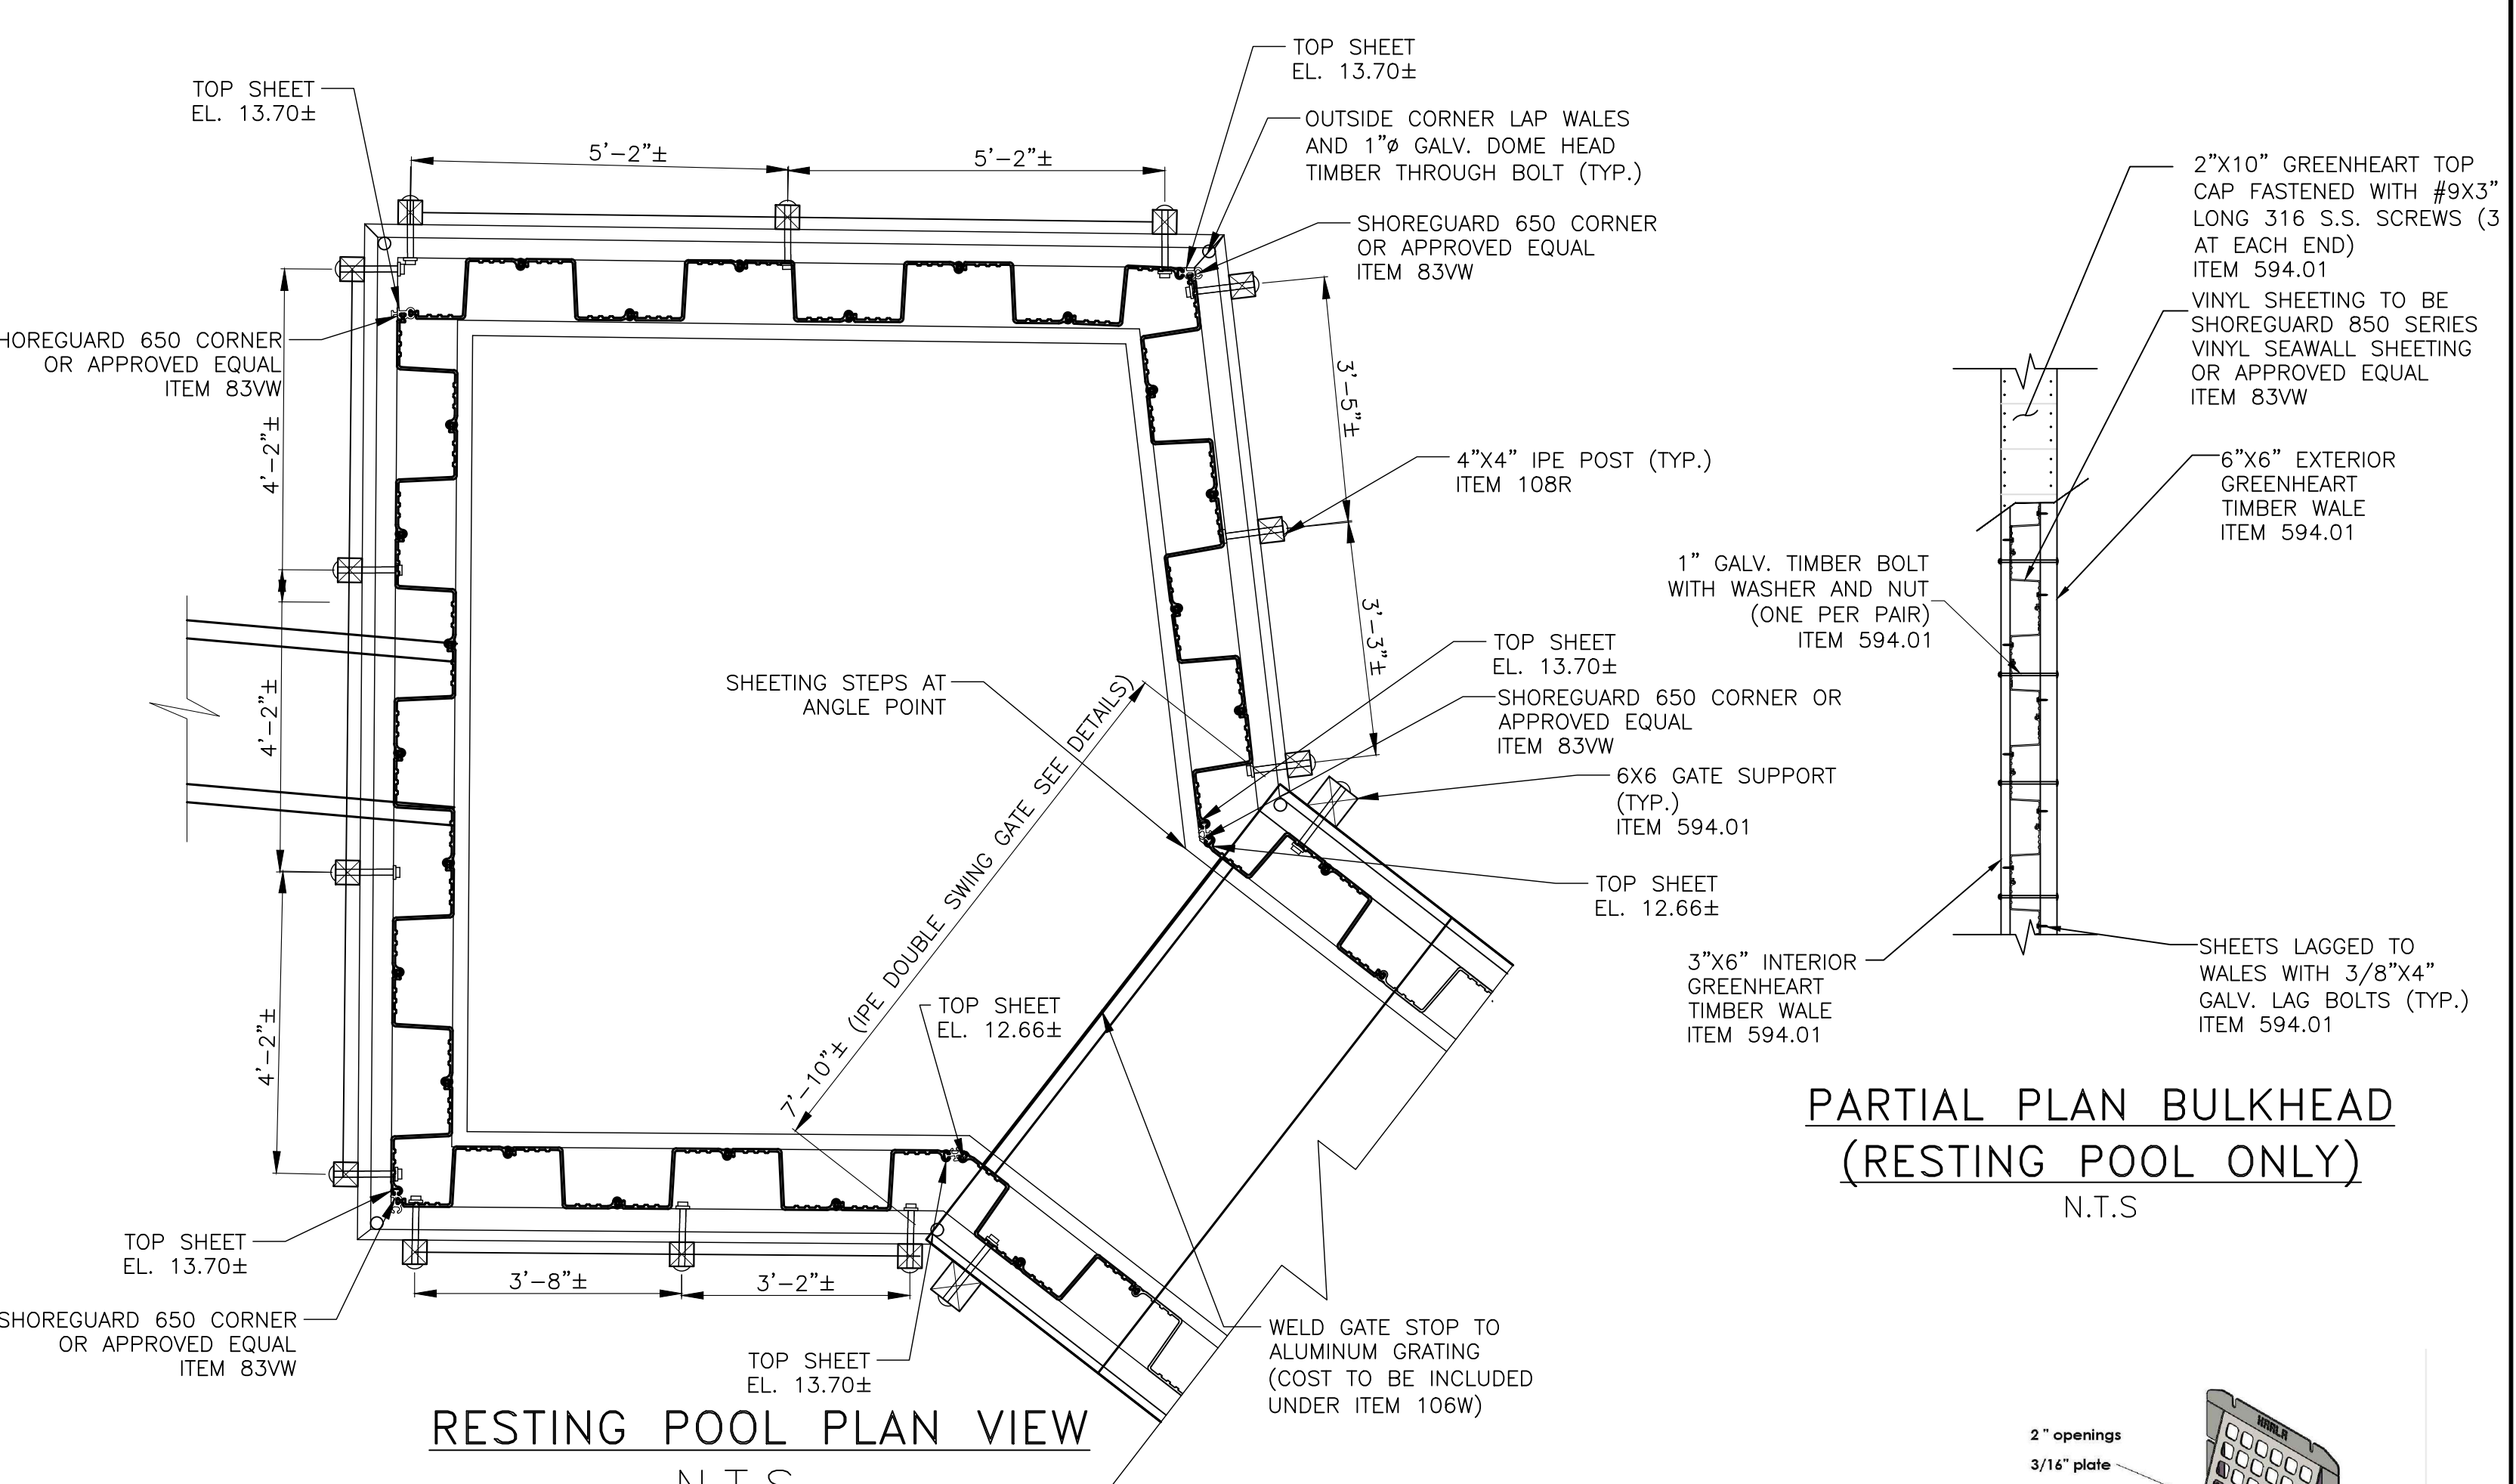 TOP SHEET
EL. 13.70±
TOP SHEET
EL. 13.70±
OUTSIDE CORNER LAP WALES
AND 1"ø GALV. DOME HEAD
TIMBER THROUGH BOLT (TYP.)
5'-2"±
5'-2"±
SHOREGUARD 650 CORNER
OR APPROVED EQUAL
ITEM 83VW
HOREGUARD 650 CORNER
OR APPROVED EQUAL
ITEM 83VW
4'-2"±
4'-2"±
4'-2"±
3'-5"±
4"X4" IPE POST (TYP.)
ITEM 108R
3'-3"±
TOP SHEET
EL. 13.70±
SHEETING STEPS AT
ANGLE POINT
SHOREGUARD 650 CORNER OR
APPROVED EQUAL
ITEM 83VW
6X6 GATE SUPPORT
(TYP.)
ITEM 594.01
7'-10"± (IPE DOUBLE SWING GATE SEE DETAILS)
TOP SHEET
EL. 12.66±
TOP SHEET
EL. 12.66±
TOP SHEET
EL. 13.70±
3'-8"±
3'-2"±
SHOREGUARD 650 CORNER
OR APPROVED EQUAL
ITEM 83VW
TOP SHEET
EL. 13.70±
WELD GATE STOP TO
ALUMINUM GRATING
(COST TO BE INCLUDED
UNDER ITEM 106W)
RESTING POOL PLAN VIEW
N.T.S
2"X10" GREENHEART TOP
CAP FASTENED WITH #9X3"
LONG 316 S.S. SCREWS (3
AT EACH END)
ITEM 594.01
VINYL SHEETING TO BE
SHOREGUARD 850 SERIES
VINYL SEAWALL SHEETING
OR APPROVED EQUAL
ITEM 83VW
6"X6" EXTERIOR
GREENHEART
TIMBER WALE
ITEM 594.01
1" GALV. TIMBER BOLT
WITH WASHER AND NUT
(ONE PER PAIR)
ITEM 594.01
3"X6" INTERIOR
GREENHEART
TIMBER WALE
ITEM 594.01
SHEETS LAGGED TO
WALES WITH 3/8"X4"
GALV. LAG BOLTS (TYP.)
ITEM 594.01
PARTIAL PLAN BULKHEAD
(RESTING POOL ONLY)
N.T.S
2" openings
3/16" plate